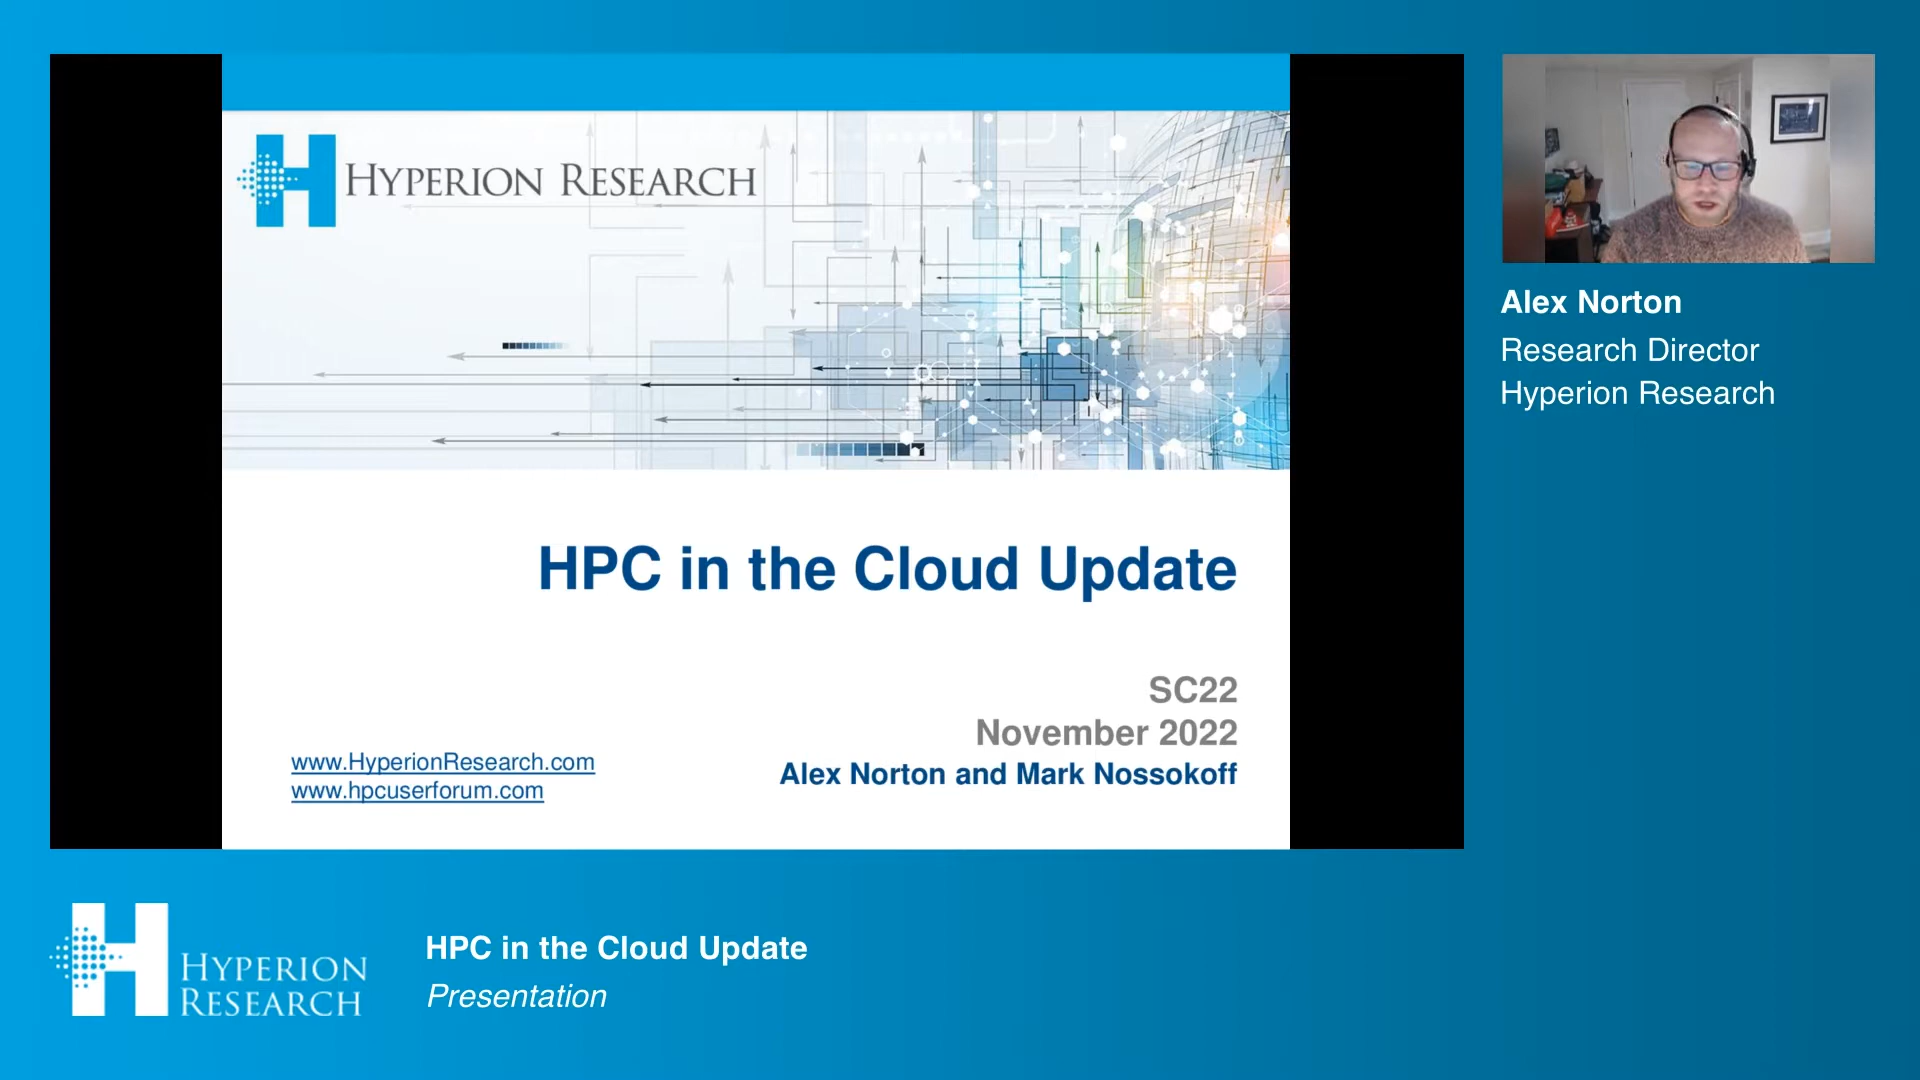 HYPERION RESEARCH
HPC in the Cloud Update
SC22
November 2022
Alex Norton and Mark Nossokoff
www.HyperionResearch.com
www.hpcuserforum.com
Alex Norton
Research Director
Hyperion Research
HYPERION
RESEARCH
HPC in the Cloud Update
Presentation